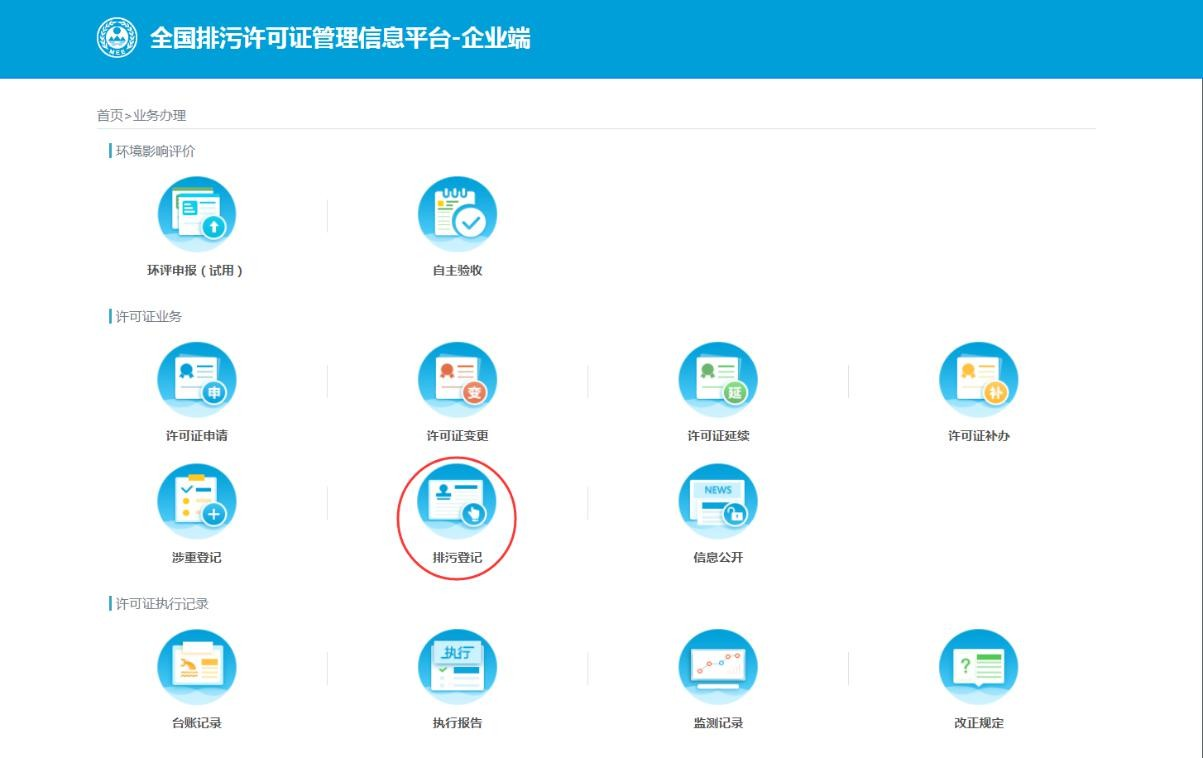 全国排污许可证管理信息平台-企业端
首页>业务办理
环境影响评价
环评申报（试用）
自主验收
许可证业务
申
变
延
补
许可证申请
许可证变更
许可证延续
许可证补办
NEWS
涉重登记
排污登记
信息公开
许可证执行记录
执行
台账记录
执行报告
监测记录
改正规定